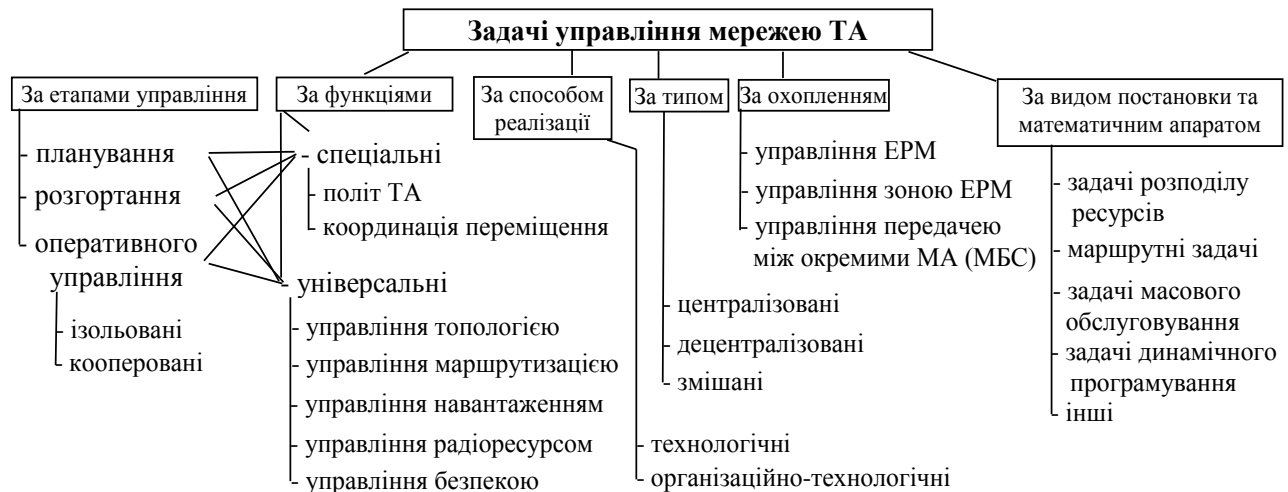 Задачі управління мережею ТА
За етапами управління
- планування
- розгортання
- оперативного
управління
- ізольовані
- кооперовані
За функціями
- спеціальні
- політ ТА
- координація переміщення
- універсальні
- управління топологією
- управління маршрутизацією
- управління навантаженням
- управління радіоресурсом
- управління безпекою
За способом
реалізації
- технологічні
- організаційно-технологічні
За типом
- централізовані
- децентралізовані
- змішані
За охопленням
- управління ЕРМ
- управління зоною ЕРМ
- управління передачею
між окремими МА (МБС)
За видом постановки та
математичним апаратом
- задачі розподілу
ресурсів
- маршрутні задачі
- задачі масового
обслуговування
- задачі динамічного
програмування
- інші